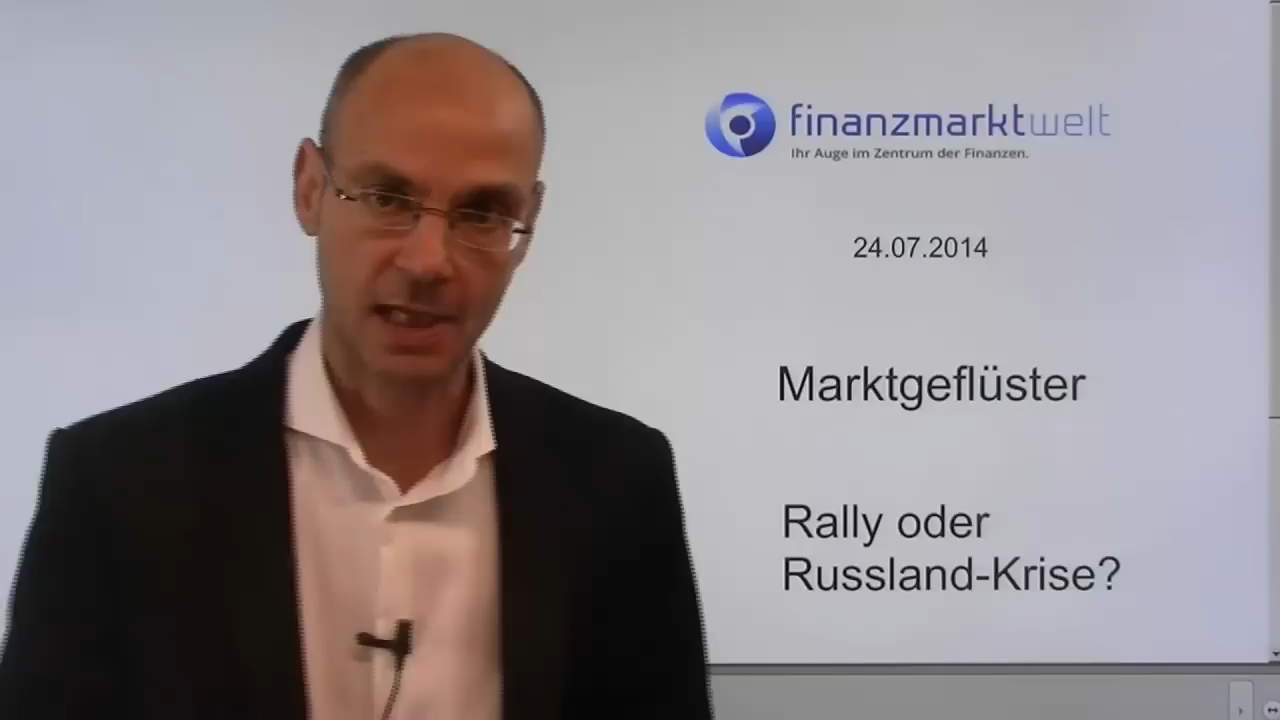 finanzmarktwelt
Ihr Auge im Zentrum der Finanzen.
24.07.2014
Marktgeflüster
Rally oder
Russland-Krise?